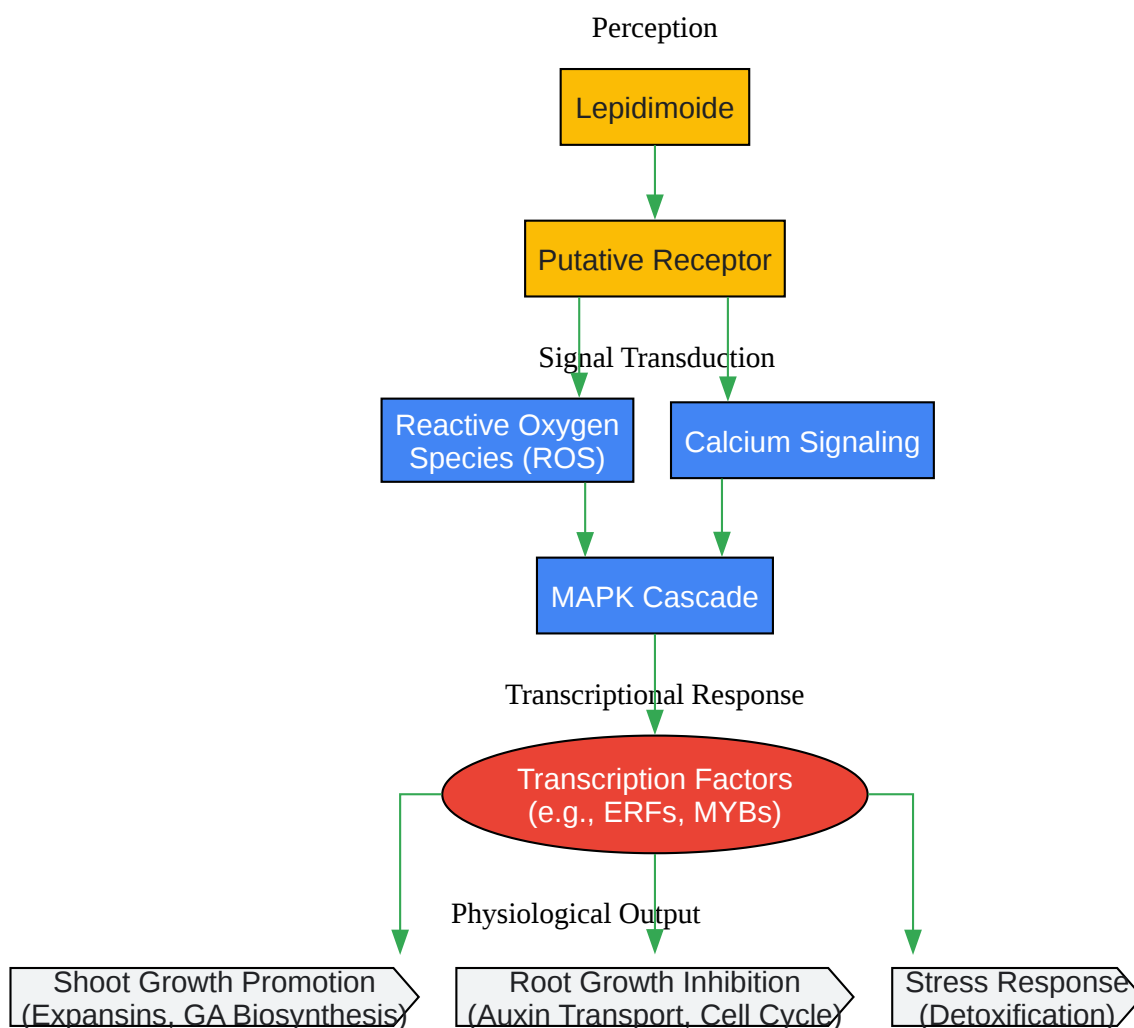 Perception
Lepidimoide
Putative Receptor
Signal Transduction
Reactive Oxygen
Species (ROS)
Calcium Signaling
MAPK Cascade
Transcriptional Response
Transcription Factors
(e.g., ERFs, MYBs)
Physiological Output
Shoot Growth Promotion
(Expansins, GA Biosynthesis)
Root Growth Inhibition
(Auxin Transport, Cell Cycle)
Stress Response
(Detoxification)